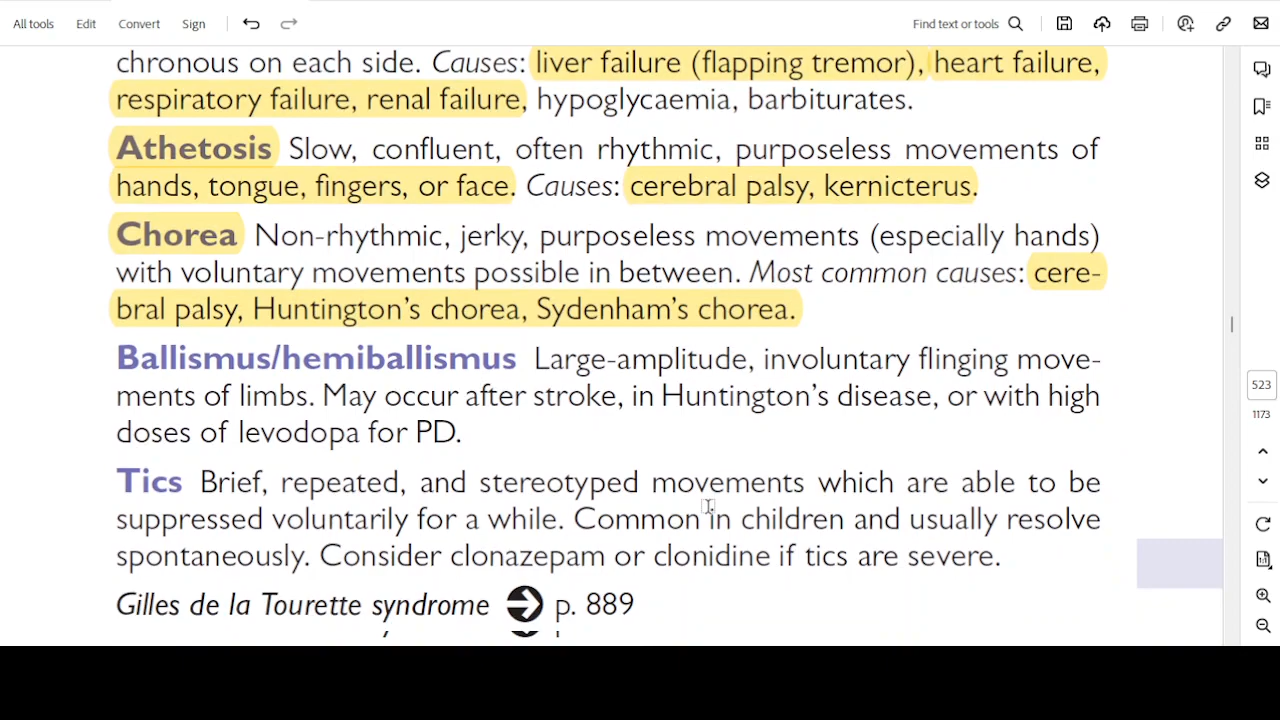 All tools Edit Convert Sign Find text or tools
chronous on each side. Causes: liver failure (flapping tremor), heart failure,
respiratory failure, renal failure, hypoglycaemia, barbiturates.
Athetosis Slow, confluent, often rhythmic, purposeless movements of
hands, tongue, fingers, or face. Causes: cerebral palsy, kernicterus.
Chorea Non-rhythmic, jerky, purposeless movements (especially hands)
with voluntary movements possible in between. Most common causes: cere-
bral palsy, Huntington's chorea, Sydenham's chorea.
Ballismus/hemiballismus Large-amplitude, involuntary flinging move-
ments of limbs. May occur after stroke, in Huntington's disease, or with high
doses of levodopa for PD.
Tics Brief, repeated, and stereotyped movements which are able to be
suppressed voluntarily for a while. Common in children and usually resolve
spontaneously. Consider clonazepam or clonidine if tics are severe.
Gilles de la Tourette syndrome p. 889
523
1173